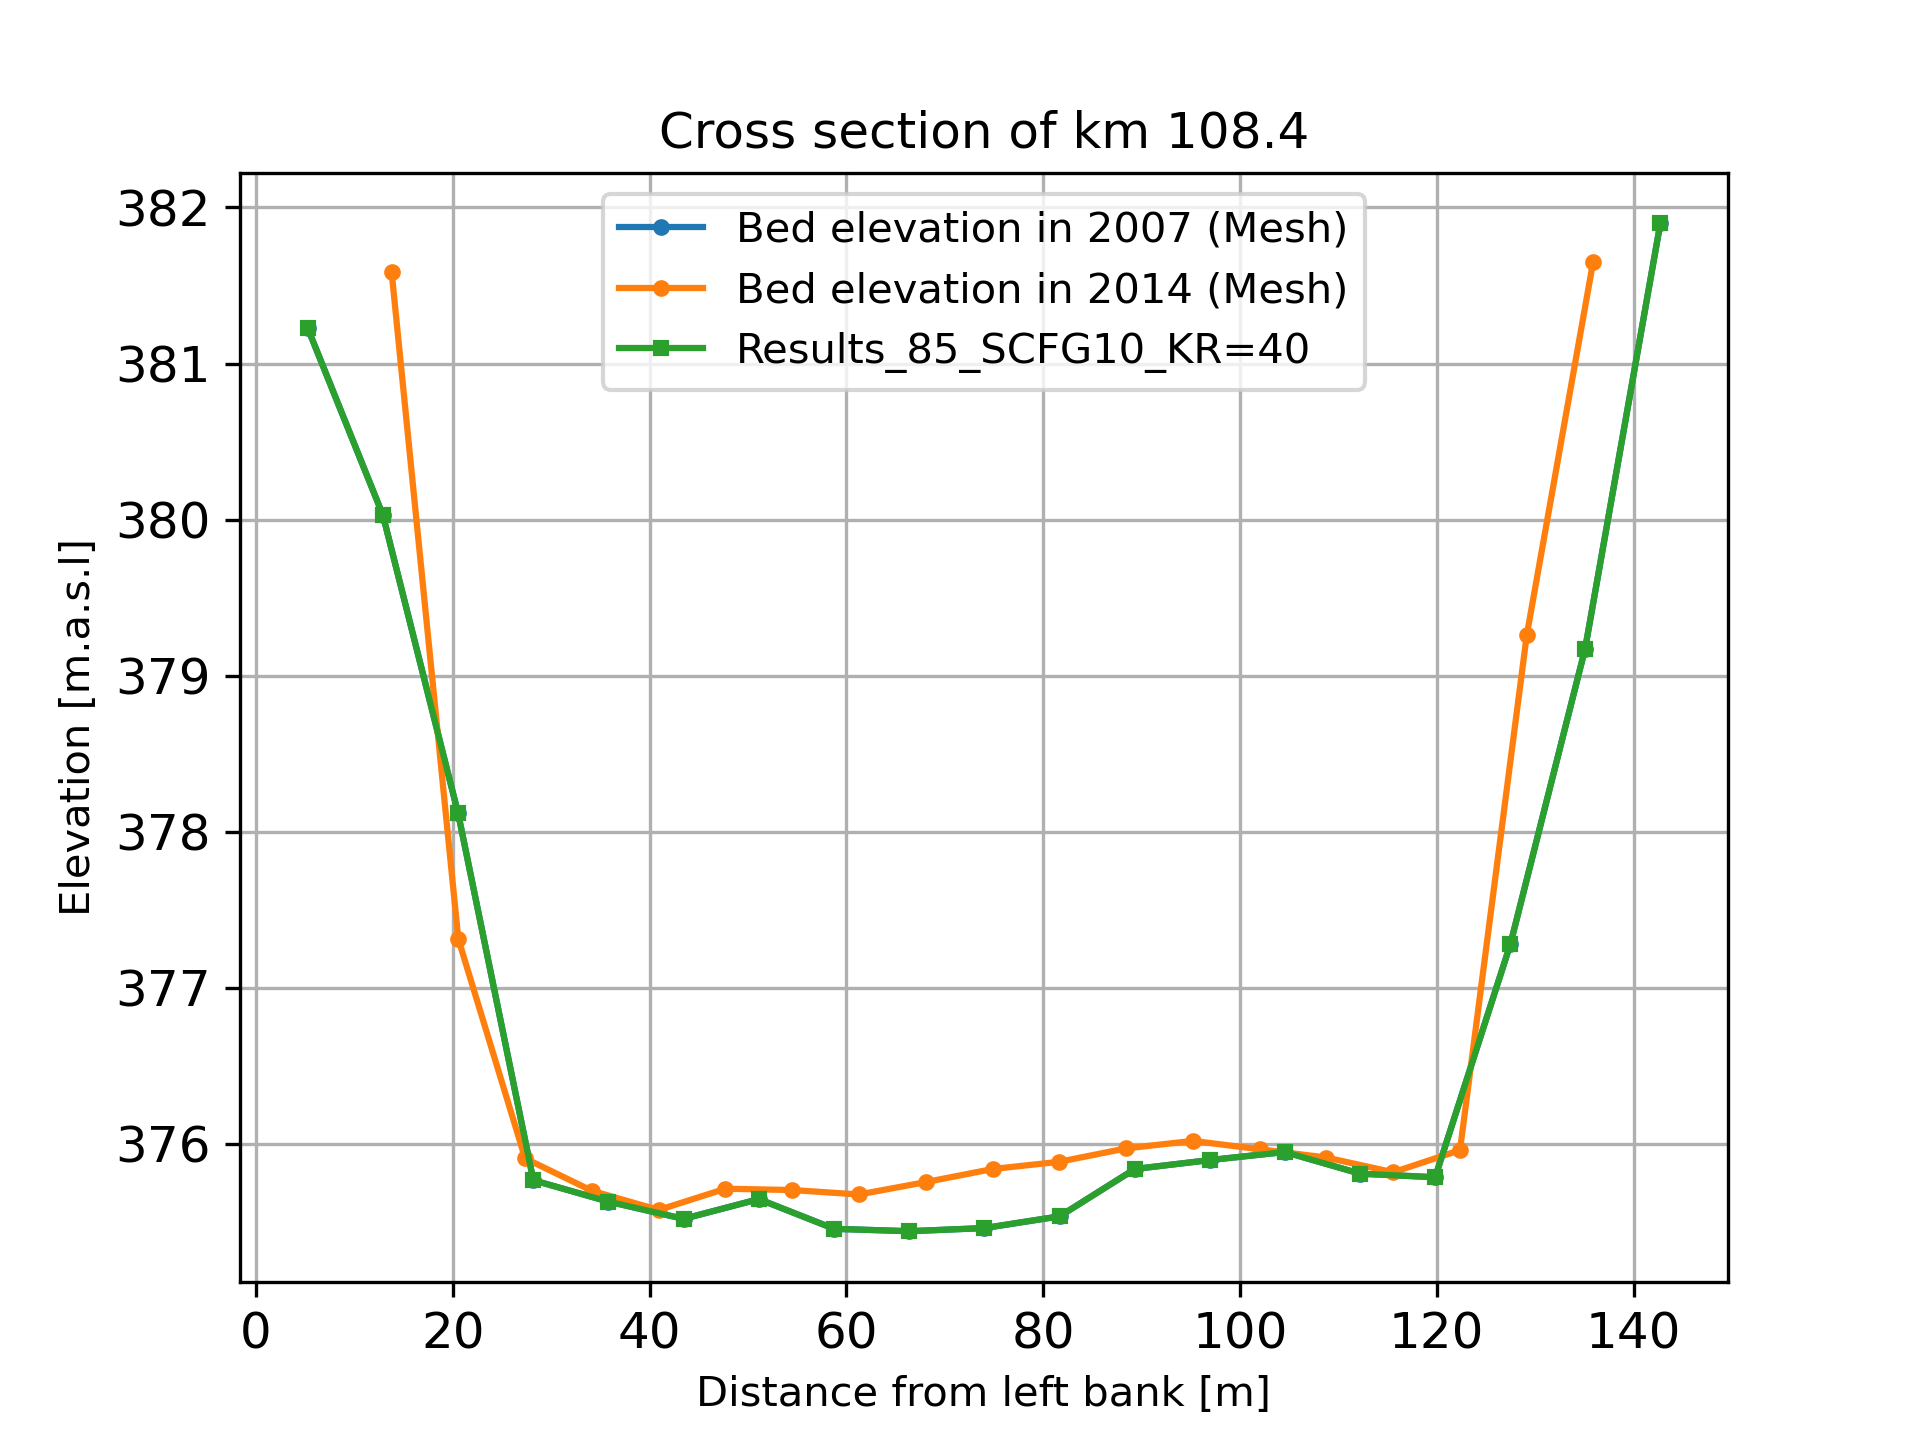 Cross section of km 108.4
Bed elevation in 2007 (Mesh)
Bed elevation in 2014 (Mesh)
Results_85_SCFG10_KR=40
382
381
380
379
378
377
376
Elevation [m.a.s.l]
0 20 40 60 80 100 120 140
Distance from left bank [m]